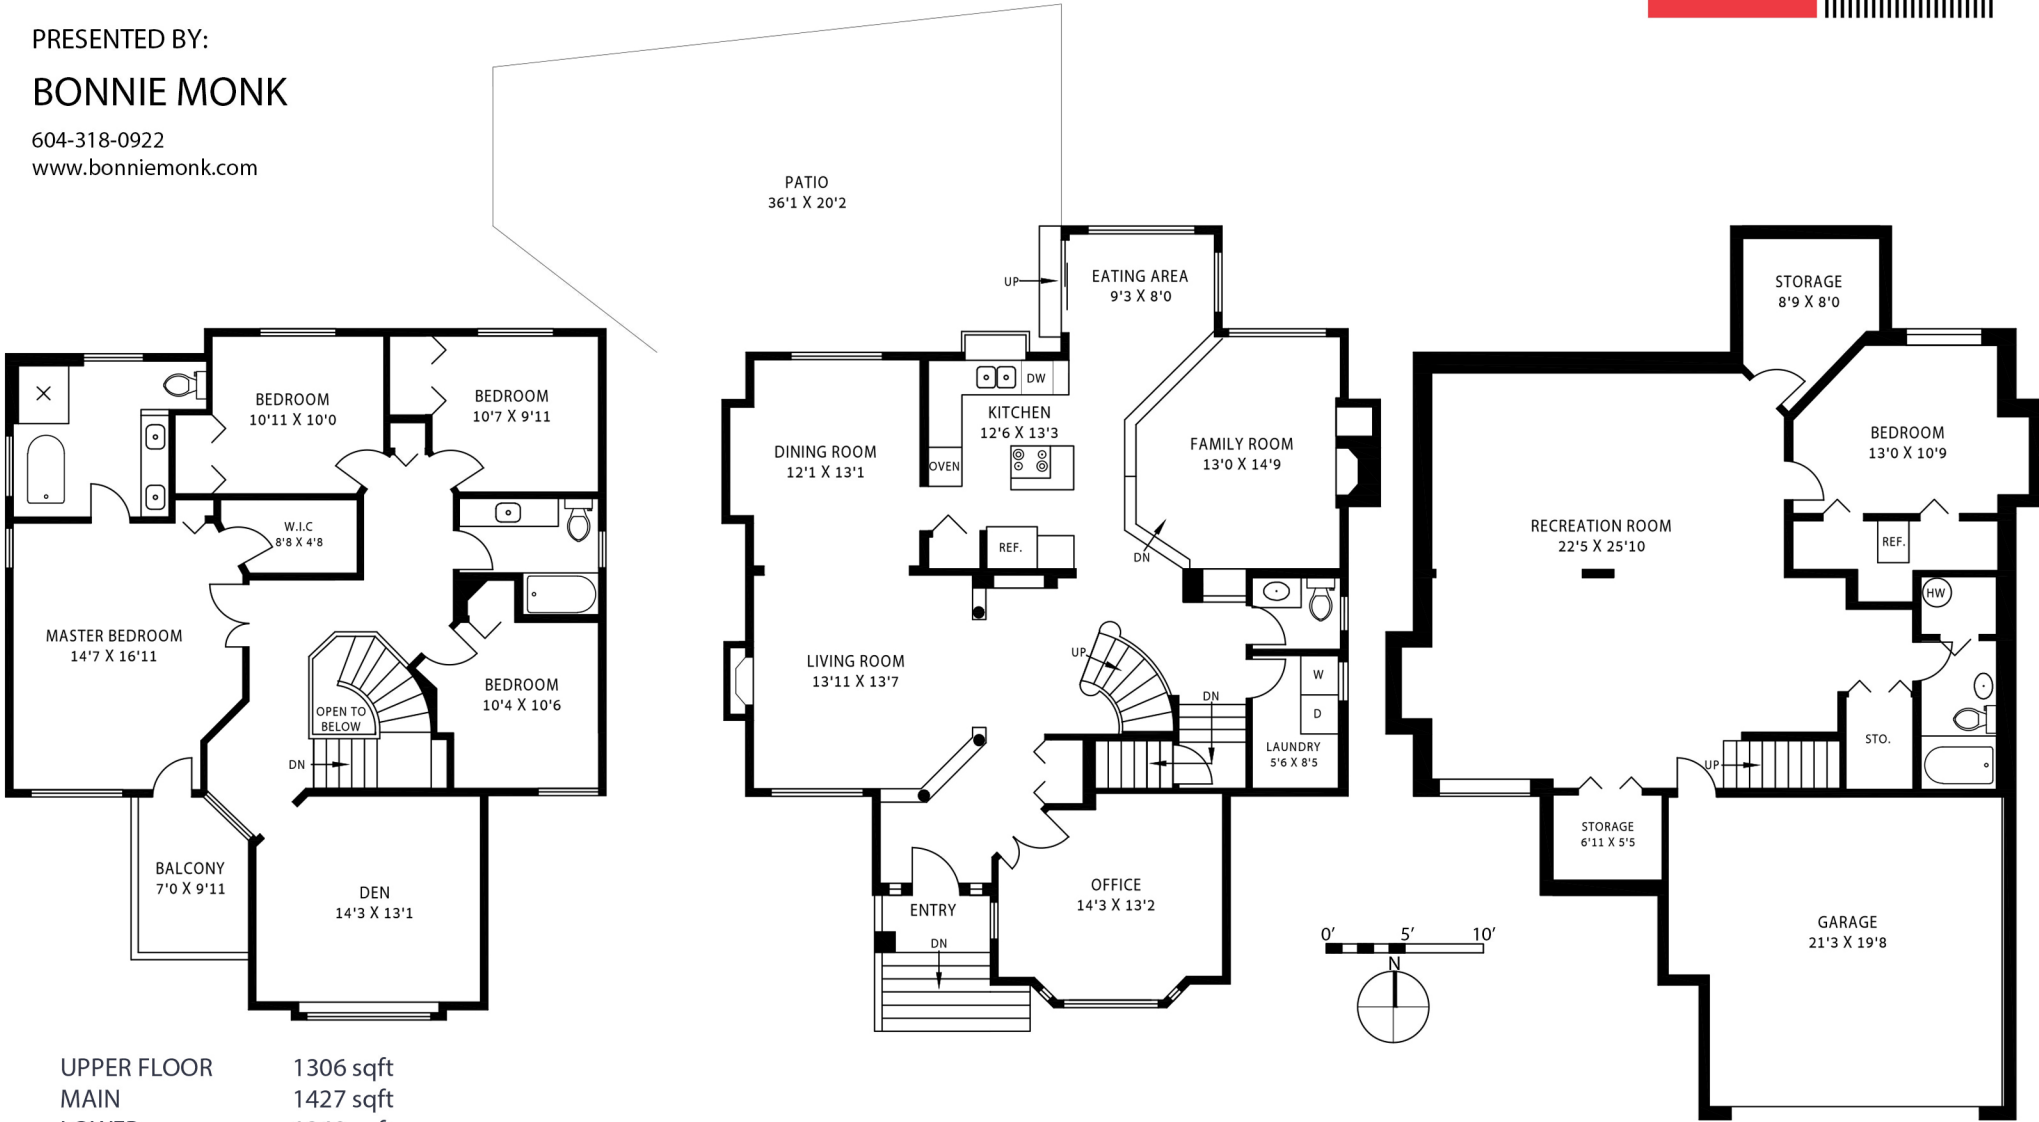 PRESENTED BY:
BONNIE MONK
604-318-0922
www.bonniemonk.com
PATIO
36'1 X 20'2
BEDROOM
10'11 X 10'0
BEDROOM
10'7 X 9'11
W.I.C
8'8 X 4'8
MASTER BEDROOM
14'7 X 16'11
OPEN TO
BELOW
DN
BEDROOM
10'4 X 10'6
BALCONY
7'0 X 9'11
DEN
14'3 X 13'1
UP
EATING AREA
9'3 X 8'0
DW
KITCHEN
12'6 X 13'3
OVEN
DINING ROOM
12'1 X 13'1
FAMILY ROOM
13'0 X 14'9
REF.
DN
LIVING ROOM
13'11 X 13'7
UP
DN
W
D
LAUNDRY
5'6 X 8'5
OFFICE
14'3 X 13'2
ENTRY
DN
STORAGE
8'9 X 8'0
BEDROOM
13'0 X 10'9
RECREATION ROOM
22'5 X 25'10
REF.
HW
STO.
UP
STORAGE
6'11 X 5'5
GARAGE
21'3 X 19'8
0' 5' 10'
N
UPPER FLOOR 1306 sqft
MAIN 1427 sqft